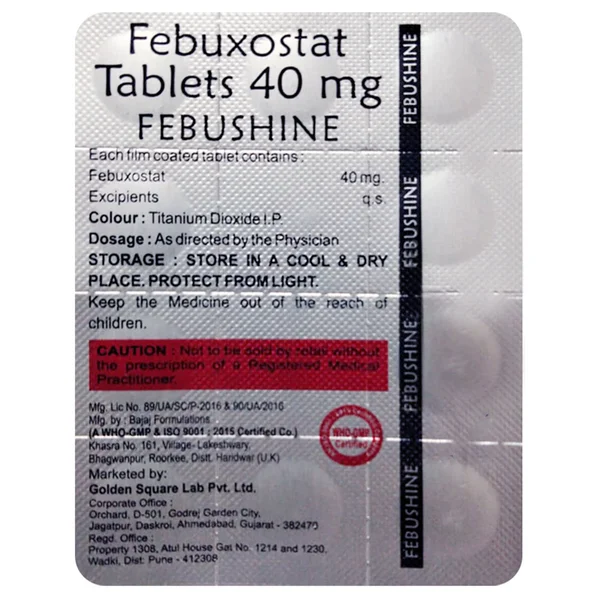 Febuxostat
Tablets 40 mg
FEBUSHINE
Each film coated tablet contains :
Febuxostat 40 mg.
Excipients q.s.
Colour : Titanium Dioxide I.P.
Dosage : As directed by the Physician
STORAGE : STORE IN A COOL & DRY
PLACE. PROTECT FROM LIGHT.
Keep the Medicine out of the reach of
children.
CAUTION : Not to be sold by retail without
the prescription of a Registered Medical
Practitioner.
Mfg. Lic No. 89/UA/SC/P-2016 & 90/UA/2016
Mfg. by : Bajaj Formulations
(A WHO-GMP & ISO 9001 : 2015 Certified Co.)
Khasra No. 161, Village- Lakeshwary,
Bhagwanpur, Roorkee, Distt. Haridwar (U.K)
WHO-GMP
Certified
Marketed by:
Golden Square Lab Pvt. Ltd.
Corporate Office :
Orchard, D-501, Godrej Garden City,
Jagatpur, Daskroi, Ahmedabad, Gujarat - 382470
Regd. Office :
Property 1308, Atul House Gat No. 1214 and 1230,
Wadki, Dist: Pune - 412308
FEBUSHINE
FEBUSHINE
FEBUSHINE
FEBUSHINE